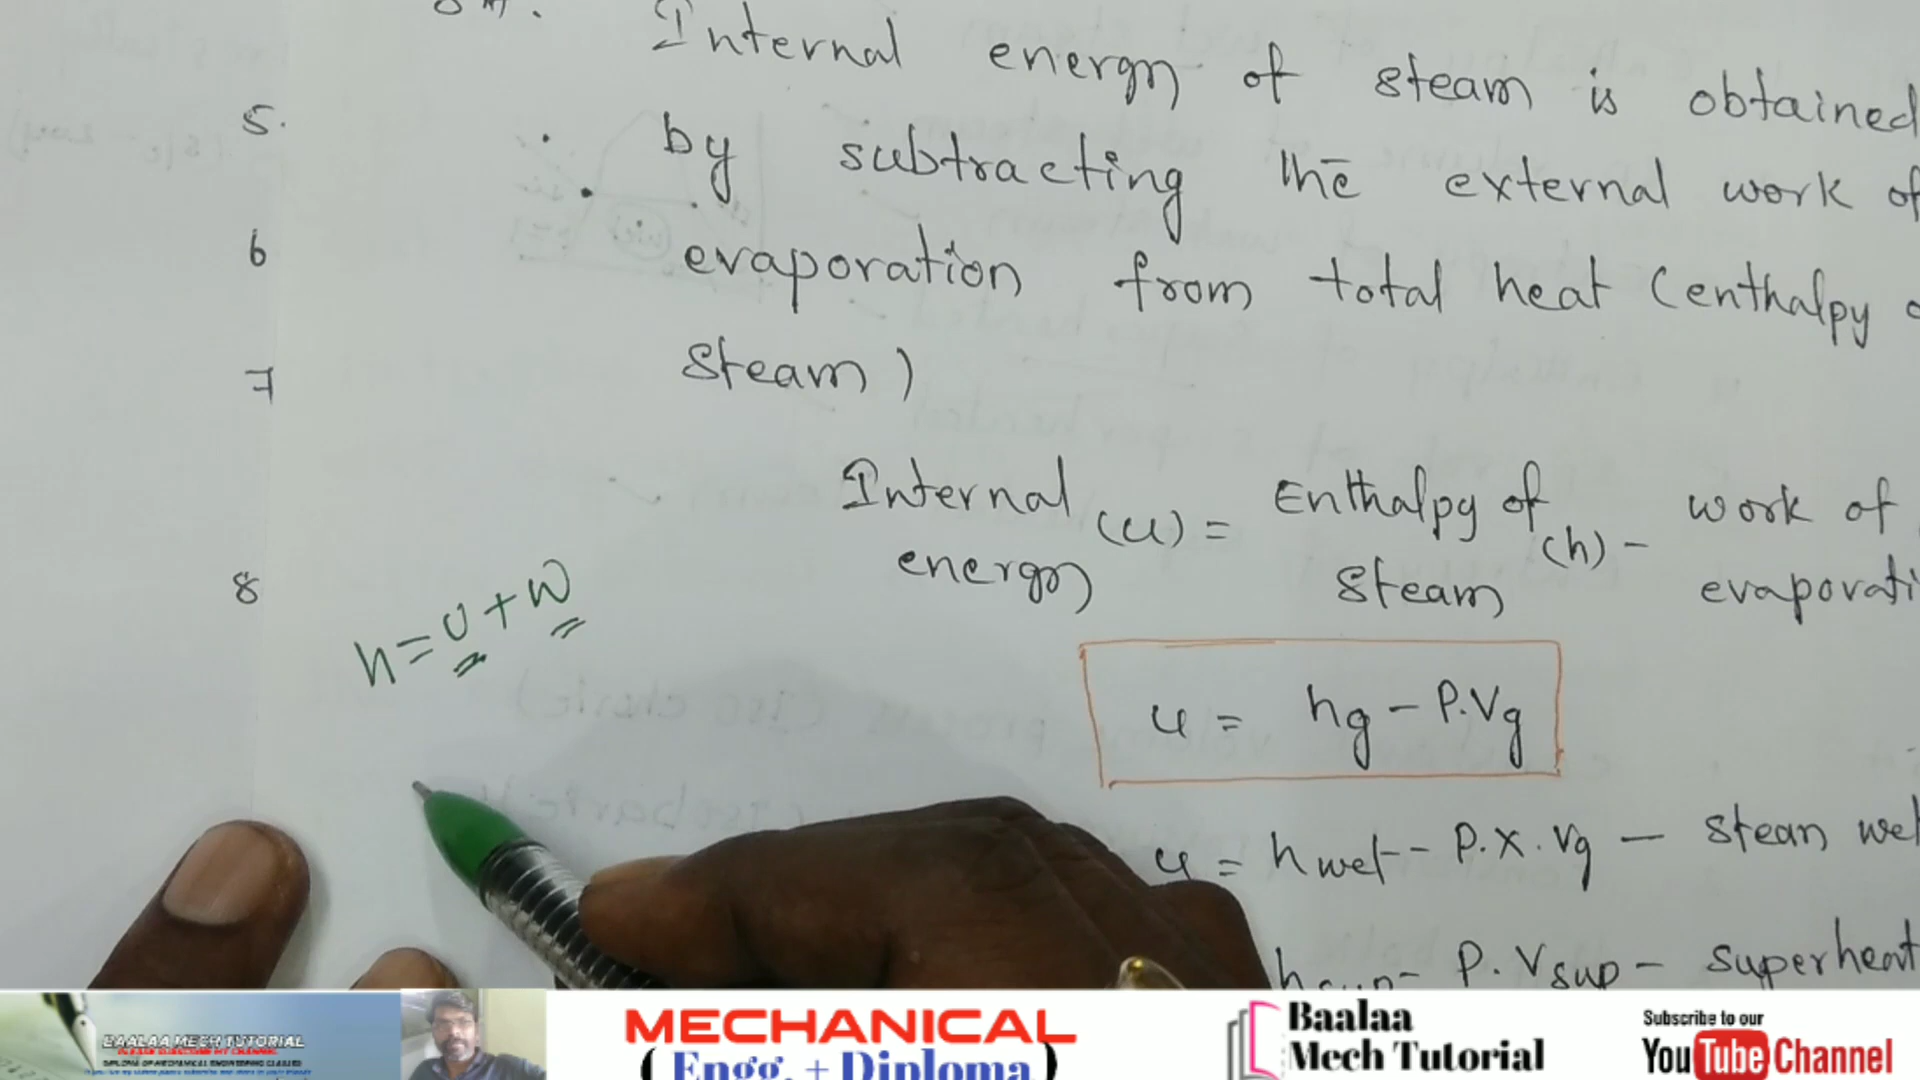 Internal energy of steam is obtained
5.
by subtracting the external work of
6
evaporation from total heat (enthalpy
7
steam)
Internal energy (u) = Enthalpy of steam (h) - work of
8
h = u + w
u = hg - P.Vg
u = hwet - P.x.vg - stean wet
- P. Vsup - superheat
BAALAA MECH TUTORIAL
MECHANICAL
( Engg. + Diploma )
Baalaa
Mech Tutorial
Subscribe to our
YouTube Channel